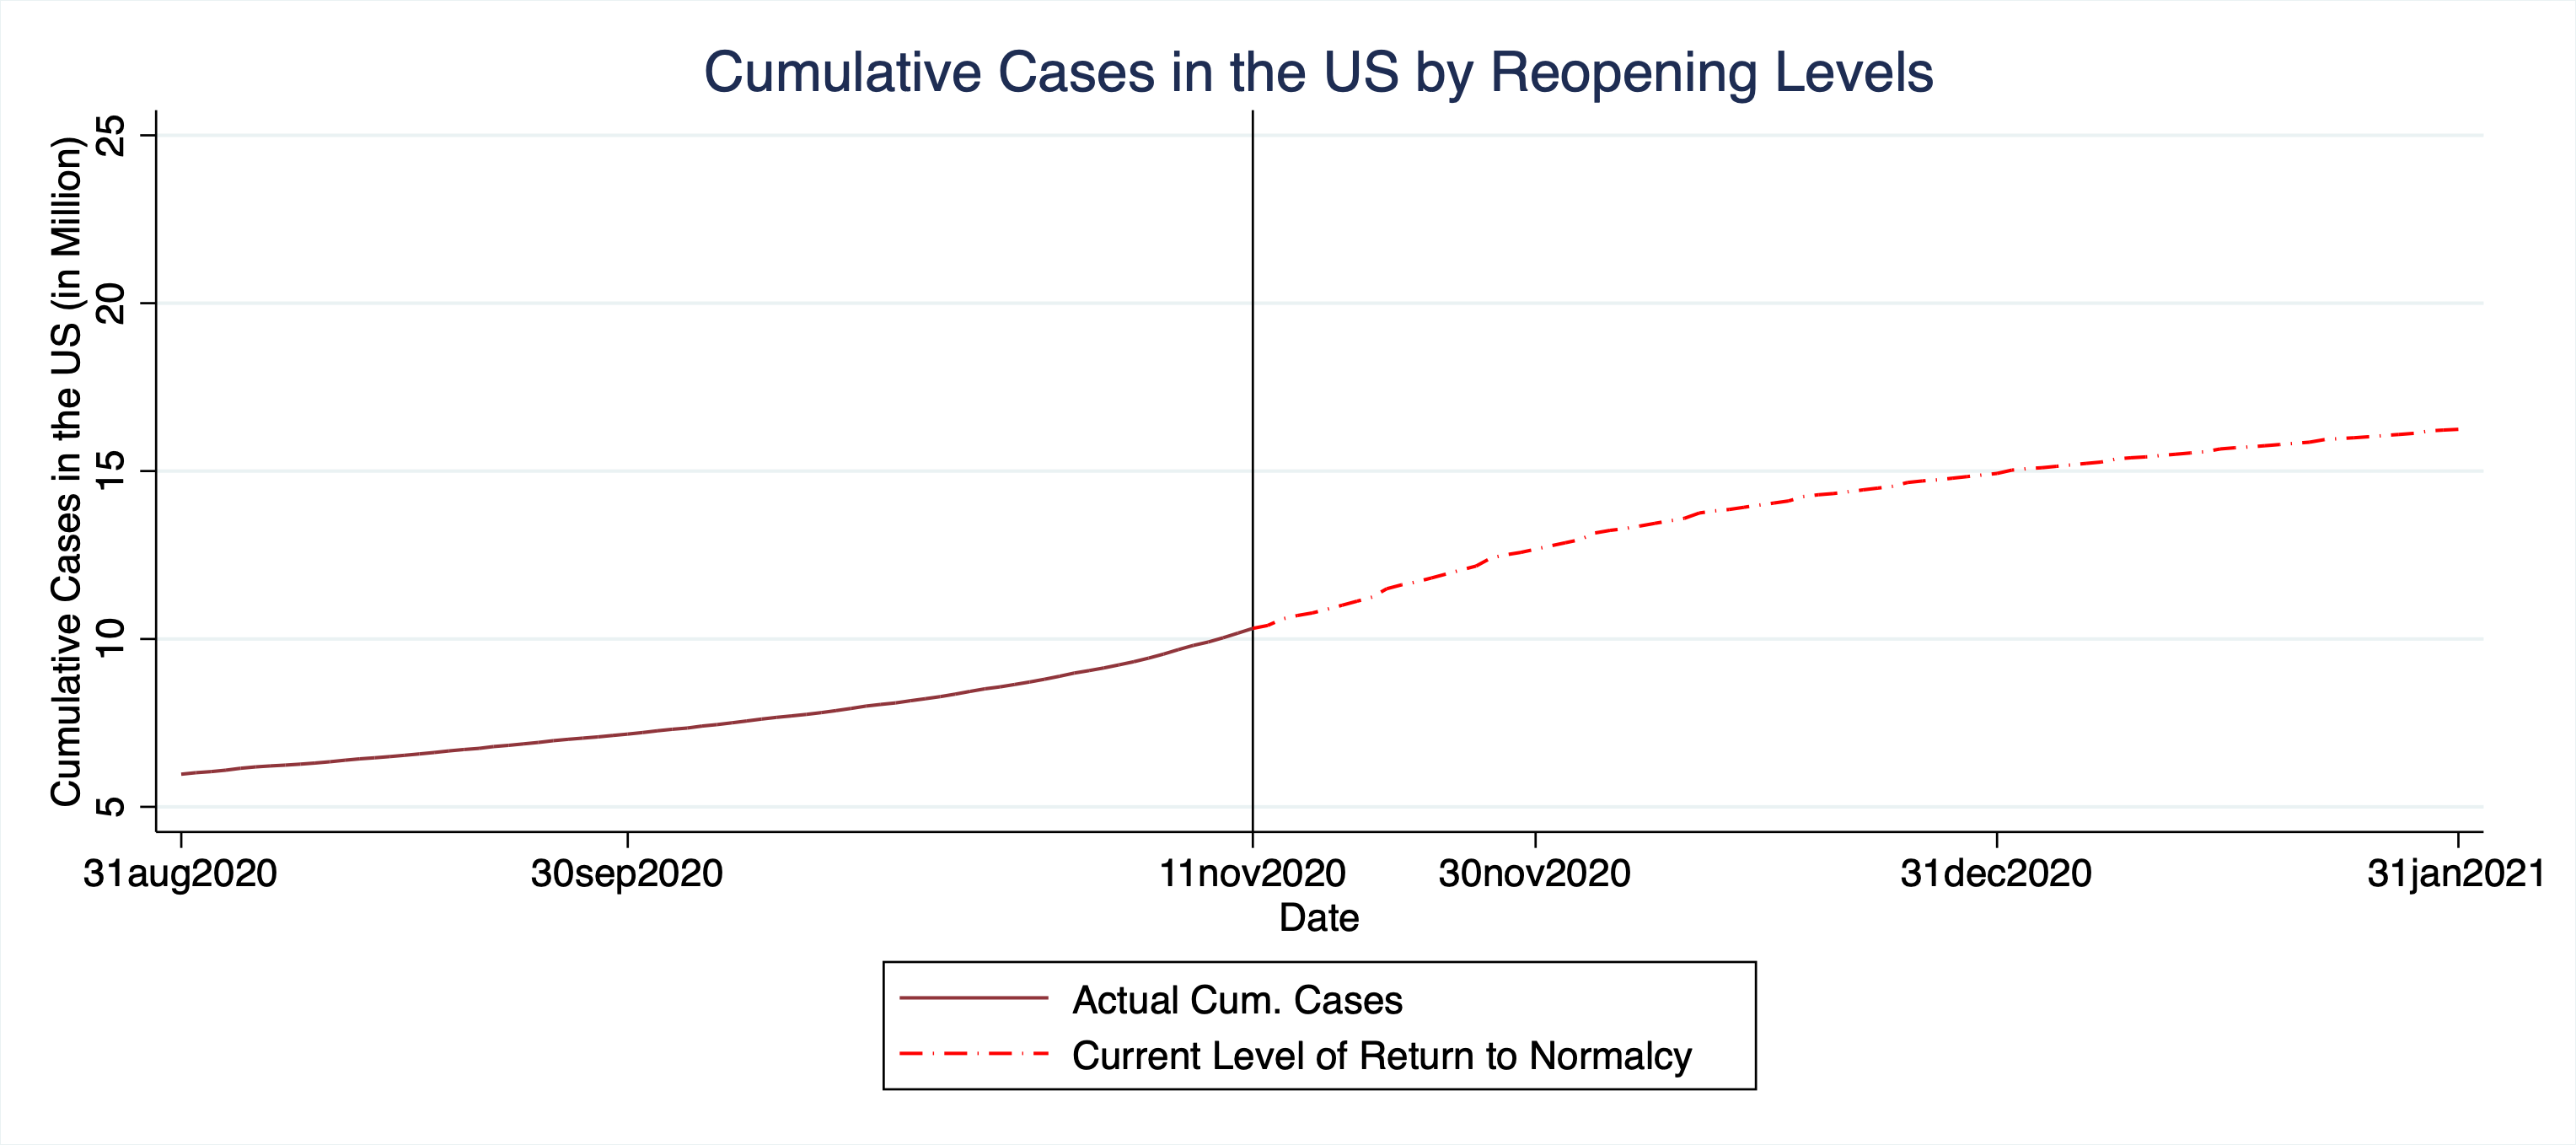 Cumulative Cases in the US by Reopening Levels
Cumulative Cases in the US (in Million)
25
20
15
10
5
31aug2020 30sep2020 11nov2020 30nov2020 31dec2020 31jan2021
Date
Actual Cum. Cases
Current Level of Return to Normalcy